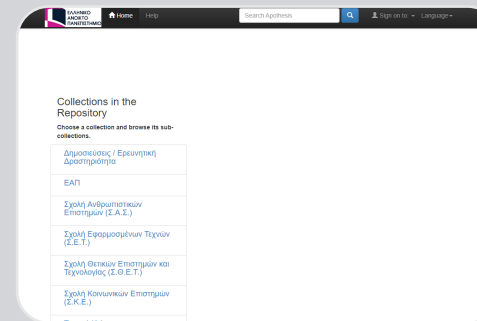 ΕΛΛΗΝΙΚΟ
ΑΝΟΙΚΤΟ
ΠΑΝΕΠΙΣΤΗΜΙΟ
Home Help Search Apothesis Sign on to: Language
Collections in the
Repository
Choose a collection and browse its sub-
collections.
Δημοσιεύσεις / Ερευνητική
Δραστηριότητα
ΕΑΠ
Σχολή Ανθρωπιστικών
Επιστημών (Σ.Α.Σ.)
Σχολή Εφαρμοσμένων Τεχνών
(Σ.Ε.Τ.)
Σχολή Θετικών Επιστημών και
Τεχνολογίας (Σ.Θ.Ε.Τ.)
Σχολή Κοινωνικών Επιστημών
(Σ.Κ.Ε.)